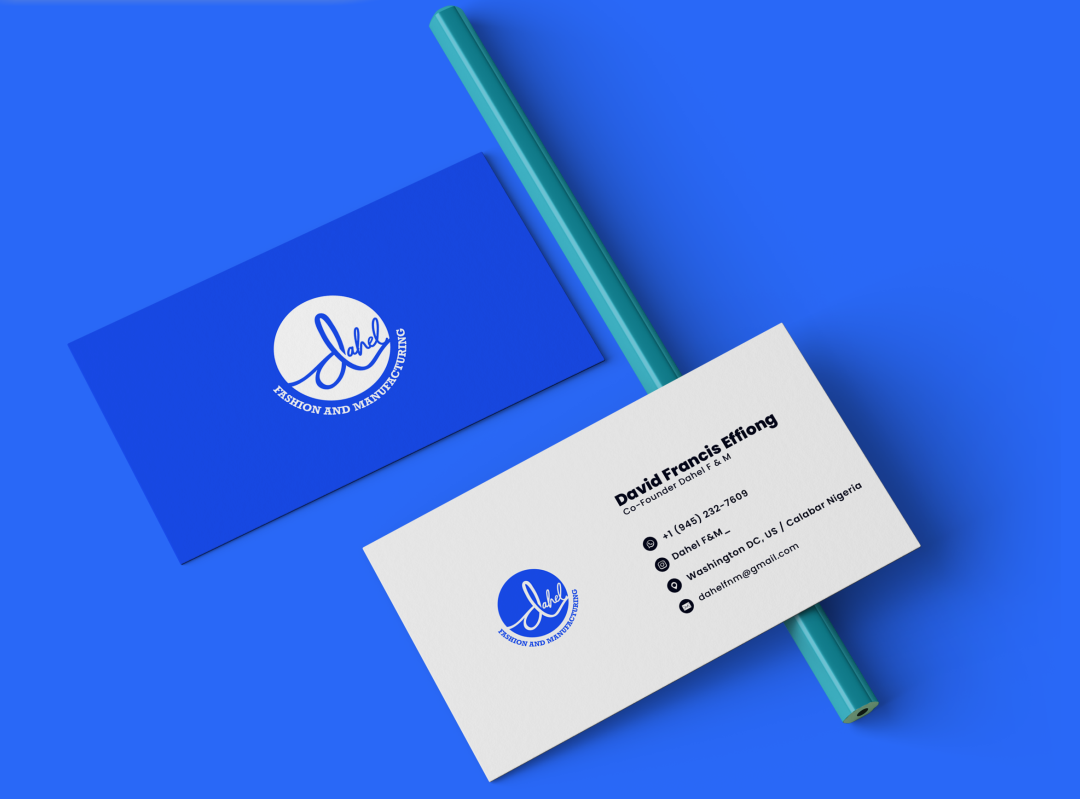 dahel
FASHION AND MANUFACTURING
David Francis Effiong
Co-Founder Dahel F & M
+1 (945) 232-7609
Dahel F&M_
Washington DC, US / Calabar Nigeria
dahelfnm@gmail.com
dahel
FASHION AND MANUFACTURING